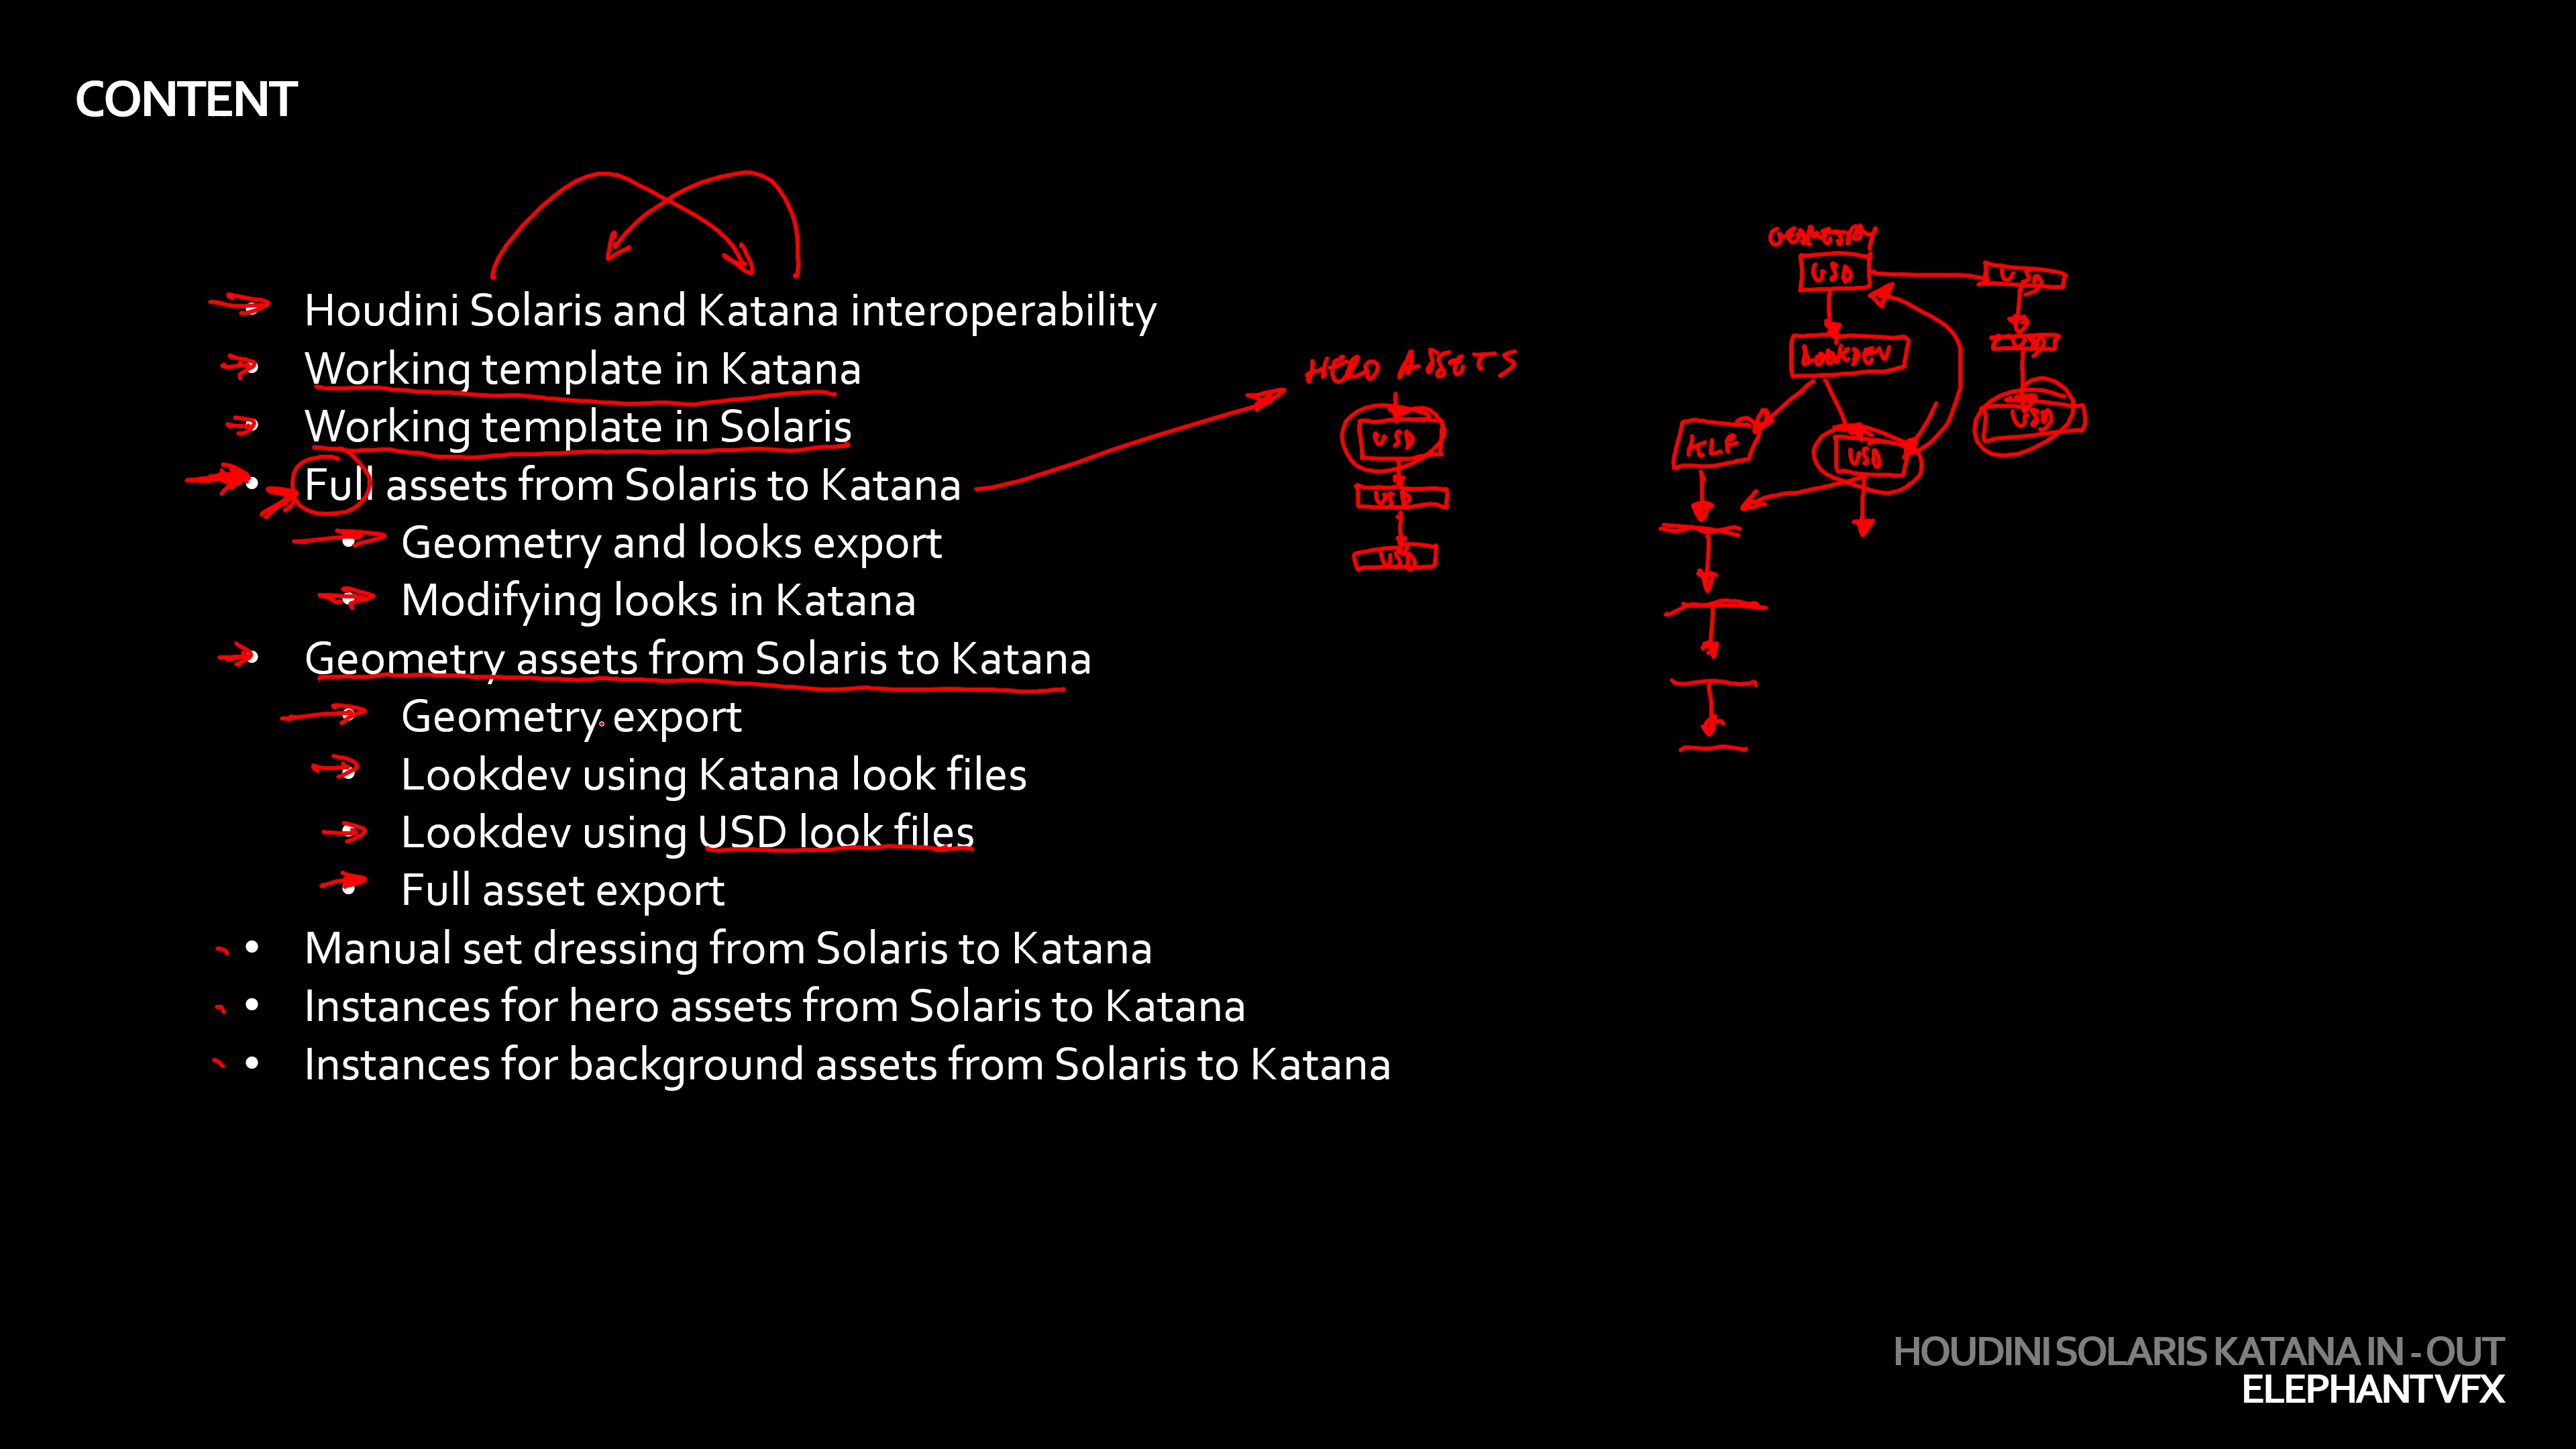 CONTENT
• Houdini Solaris and Katana interoperability
• Working template in Katana
• Working template in Solaris
• Full assets from Solaris to Katana
• Geometry and looks export
• Modifying looks in Katana
• Geometry assets from Solaris to Katana
• Geometry export
• Lookdev using Katana look files
• Lookdev using USD look files
• Full asset export
• Manual set dressing from Solaris to Katana
• Instances for hero assets from Solaris to Katana
• Instances for background assets from Solaris to Katana
HERO ASSETS
USD
USD
USD
GEOMETRY
USD
LOOKDEV
KLF
USD
USD
USD
USD
HOUDINI SOLARIS KATANA IN - OUT
ELEPHANT VFX